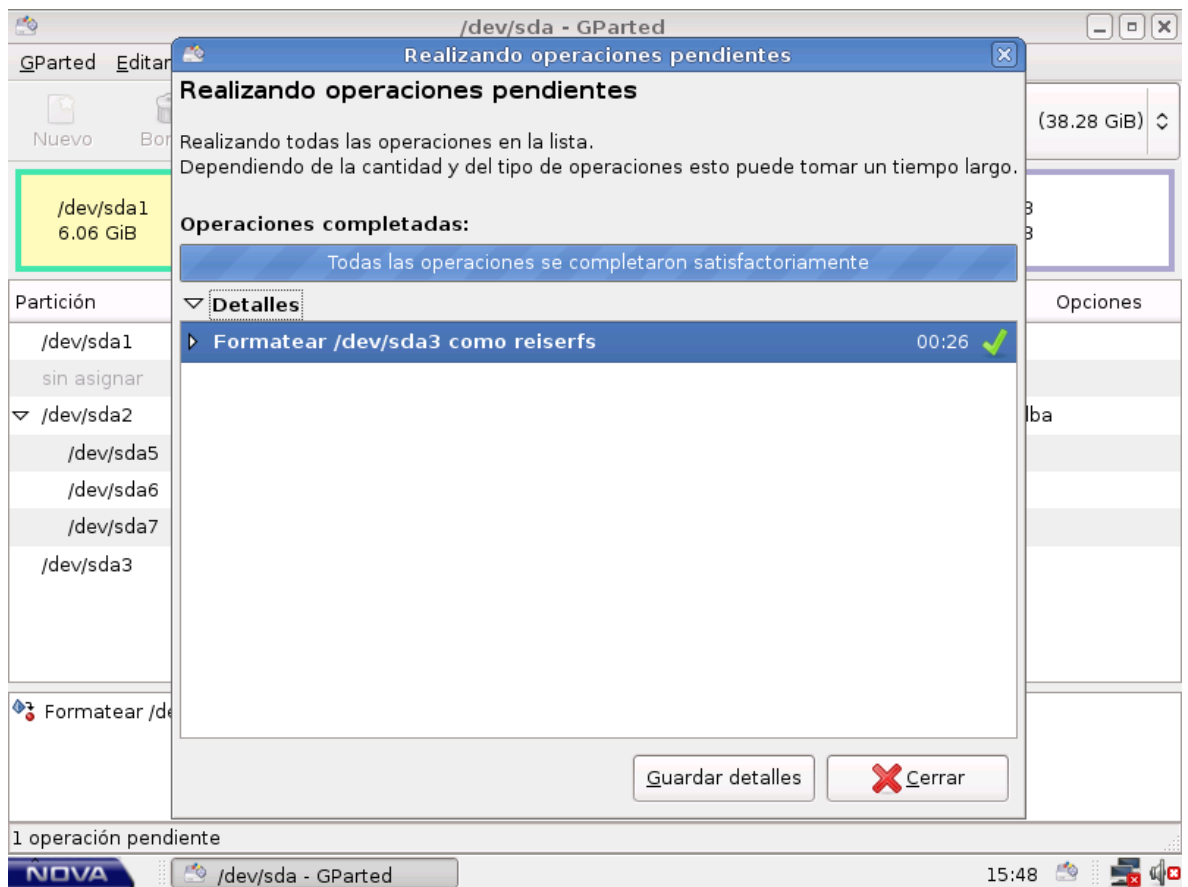 /dev/sda - GParted
Realizando operaciones pendientes
GParted Editar
Realizando operaciones pendientes
Nuevo Bor
(38.28 GiB)
Realizando todas las operaciones en la lista.
Dependiendo de la cantidad y del tipo de operaciones esto puede tomar un tiempo largo.
/dev/sda1
6.06 GiB
Operaciones completadas:
Todas las operaciones se completaron satisfactoriamente
Partición
Detalles
Opciones
/dev/sda1
Formatear /dev/sda3 como reiserfs 00:26
sin asignar
/dev/sda2
lba
/dev/sda5
/dev/sda6
/dev/sda7
/dev/sda3
Formatear /de
Guardar detalles
Cerrar
1 operación pendiente
NOVA
/dev/sda - GParted
15:48